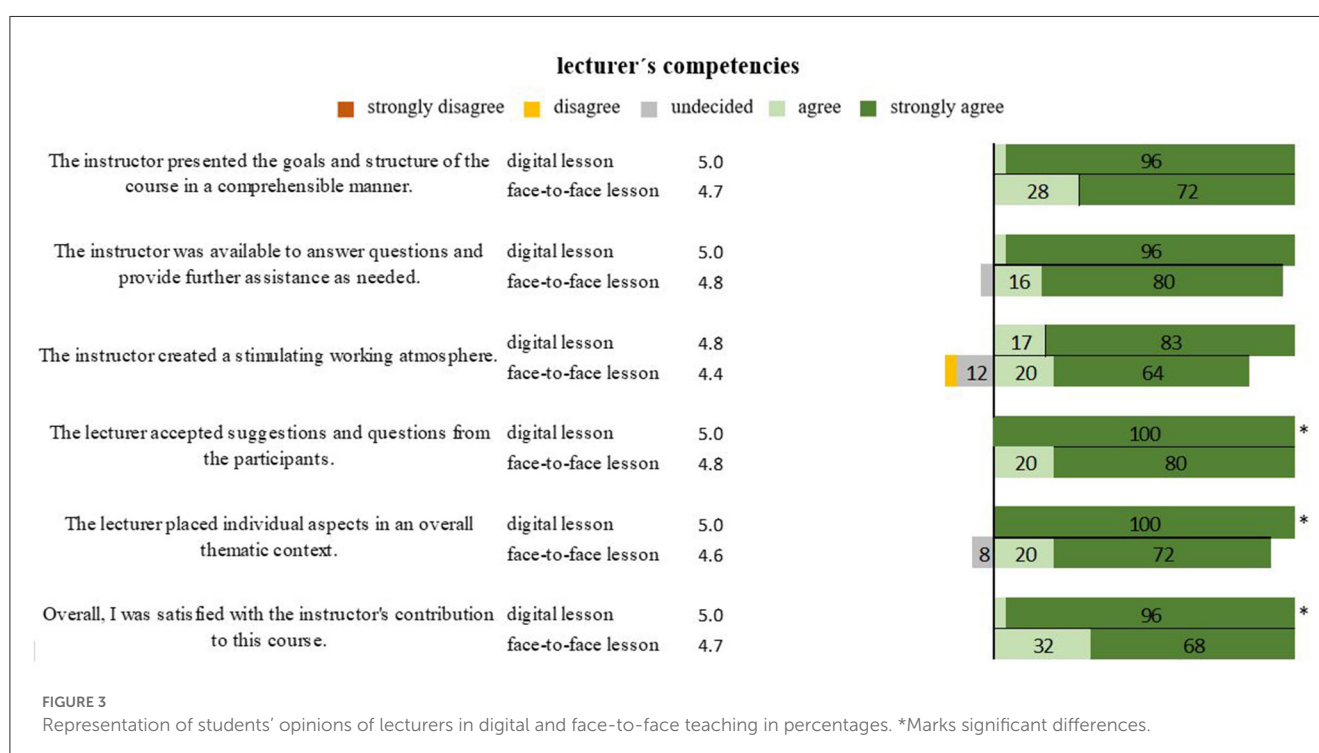 lecturer´s competencies
strongly disagree disagree undecided agree strongly agree
The instructor presented the goals and structure of the
course in a comprehensible manner.
digital lesson 5.0 96
face-to-face lesson 4.7 28 72
The instructor was available to answer questions and
provide further assistance as needed.
digital lesson 5.0 96
face-to-face lesson 4.8 16 80
The instructor created a stimulating working atmosphere.
digital lesson 4.8 17 83
face-to-face lesson 4.4 12 20 64
The lecturer accepted suggestions and questions from
the participants.
digital lesson 5.0 100 *
face-to-face lesson 4.8 20 80
The lecturer placed individual aspects in an overall
thematic context.
digital lesson 5.0 100 *
face-to-face lesson 4.6 8 20 72
Overall, I was satisfied with the instructor's contribution
to this course.
digital lesson 5.0 96 *
face-to-face lesson 4.7 32 68
FIGURE 3
Representation of students' opinions of lecturers in digital and face-to-face teaching in percentages. *Marks significant differences.